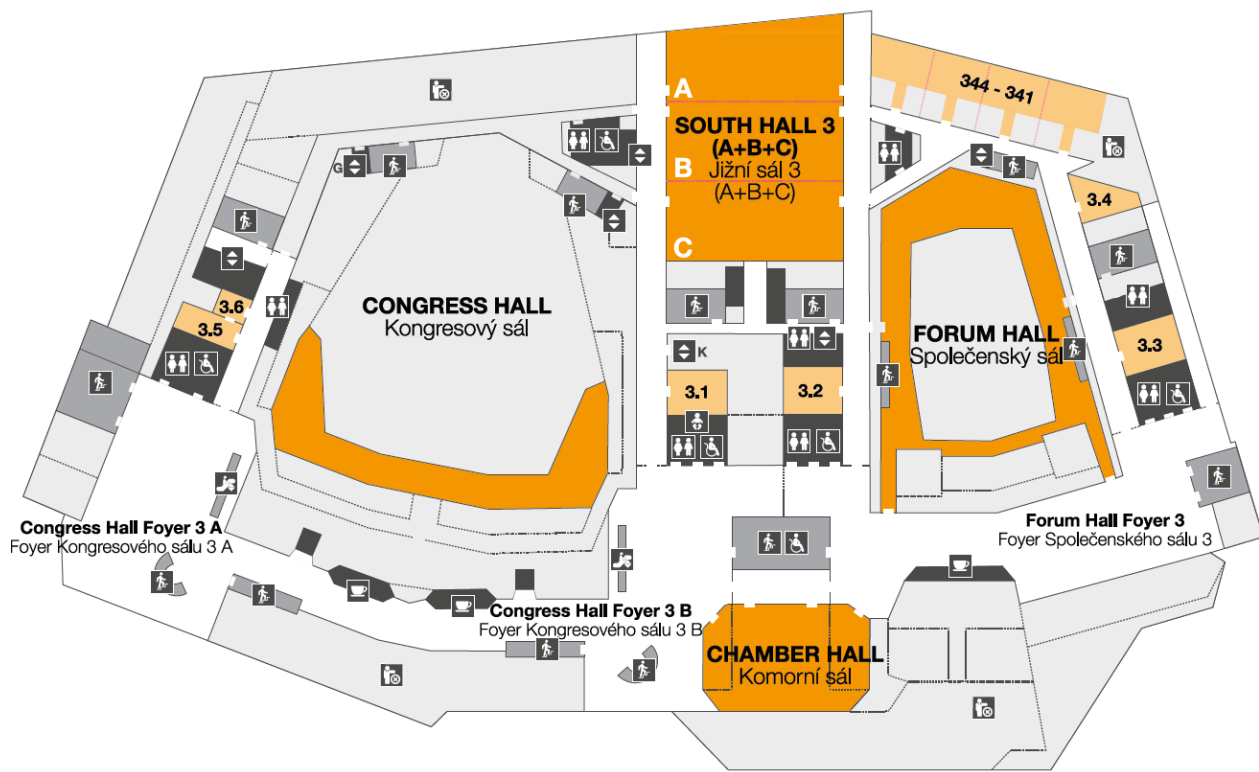 344 - 341
A
SOUTH HALL 3
(A+B+C)
B
Jižní sál 3
(A+B+C)
C
G
3.4
3.6
3.5
CONGRESS HALL
Kongresový sál
FORUM HALL
Společenský sál
K
3.3
3.1
3.2
Congress Hall Foyer 3 A
Foyer Kongresového sálu 3 A
Forum Hall Foyer 3
Foyer Společenského sálu 3
Congress Hall Foyer 3 B
Foyer Kongresového sálu 3 B
CHAMBER HALL
Komorní sál